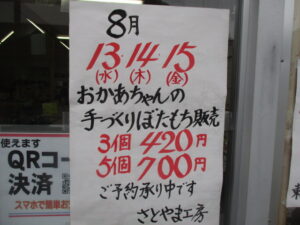 8月
13・14・15
(水)(木)(金)
おかあちゃんの
手づくりぼたもち販売
3個 420円
5個 700円
ご予約承り中です
さとやま工房
使えます
QRコー
決済
スマホで簡単お